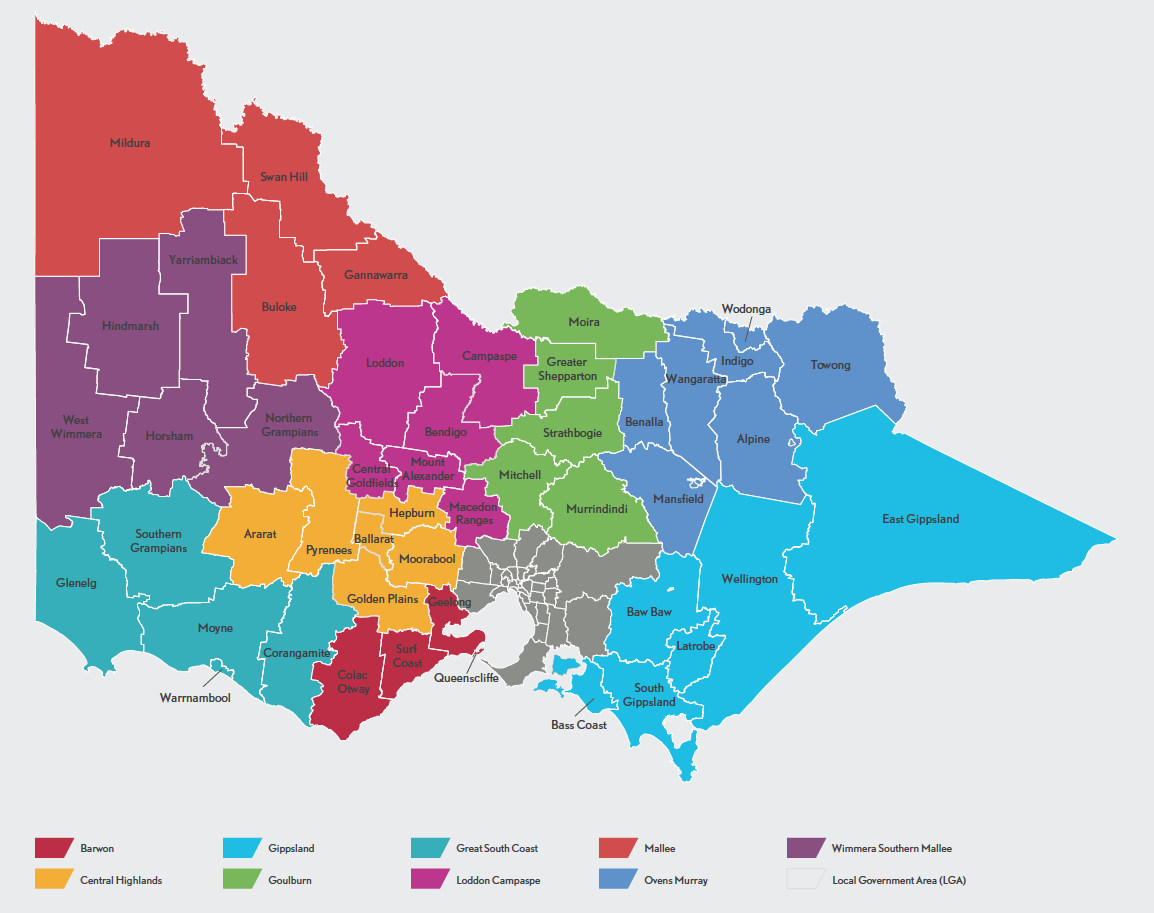 Mildura
Swan Hill
Yarriambiack
Gannawarra
Buloke
Hindmarsh
Wodonga
Moira
Loddon
Campaspe
Greater
Shepparton
Indigo
Wangaratta
Towong
West
Wimmera
Horsham
Northern
Grampians
Bendigo
Strathbogie
Benalla
Alpine
Central
Goldfields
Mount
Alexander
Mitchell
Mansfield
Murrindindi
Macedon
Ranges
Hepburn
East Gippsland
Southern
Grampians
Ararat
Pyrenees
Ballarat
Moorabool
Glenelg
Wellington
Golden Plains
Geelong
Baw Baw
Moyne
Corangamite
Latrobe
Surf
Coast
Colac
Otway
Queenscliffe
Warrnambool
South
Gippsland
Bass Coast
Barwon
Gippsland
Great South Coast
Mallee
Wimmera Southern Mallee
Central Highlands
Goulburn
Loddon Campaspe
Ovens Murray
Local Government Area (LGA)